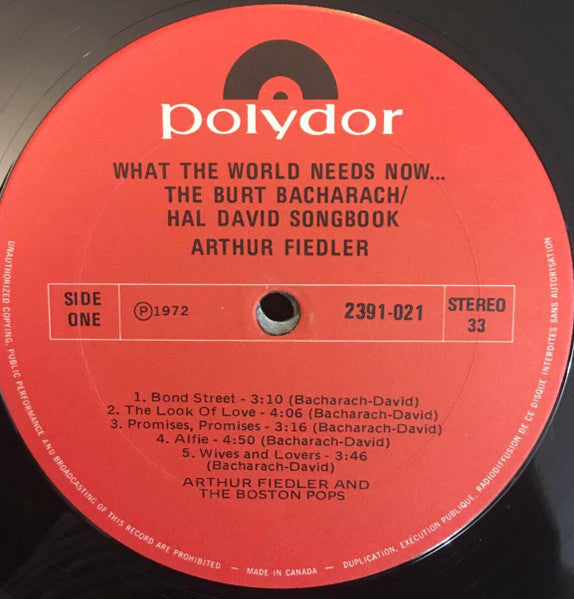 polydor
WHAT THE WORLD NEEDS NOW...
THE BURT BACHARACH/
HAL DAVID SONGBOOK
ARTHUR FIEDLER
SIDE
ONE
Ⓟ1972
2391-021
STEREO
33
1. Bond Street - 3:10 (Bacharach-David)
2. The Look Of Love - 4:06 (Bacharach-David)
3. Promises, Promises - 3:16 (Bacharach-David)
4. Alfie - 4:50 (Bacharach-David)
5. Wives and Lovers - 3:46
(Bacharach-David)
ARTHUR FIEDLER AND
THE BOSTON POPS
UNAUTHORIZED COPYING, PUBLIC PERFORMANCE AND BROADCASTING OF THIS RECORD ARE PROHIBITED – MADE IN CANADA – DUPLICATION, EXECUTION PUBLIQUE, RADIODIFFUSION DE CE DISQUE INTERDITES SANS AUTORISATION